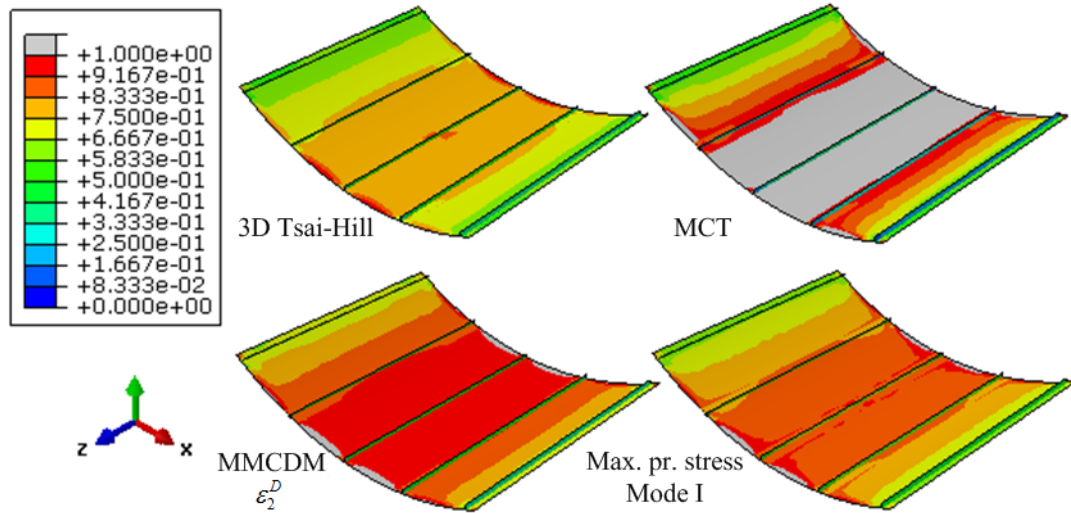 +1.000e+00
+9.167e-01
+8.333e-01
+7.500e-01
+6.667e-01
+5.833e-01
+5.000e-01
+4.167e-01
+3.333e-01
+2.500e-01
+1.667e-01
+8.333e-02
+0.000e+00
3D Tsai-Hill
MCT
z
x
MMCDM
ε₂ᴰ
Max. pr. stress
Mode I